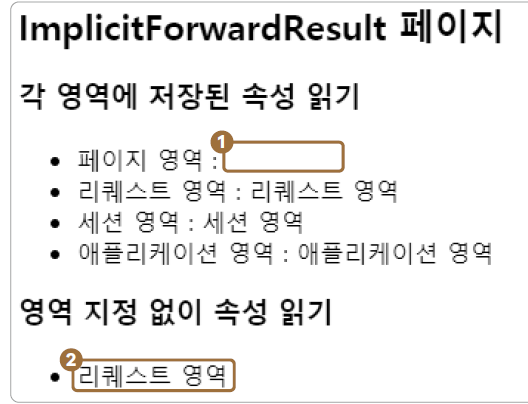 ImplicitForwardResult 페이지
각 영역에 저장된 속성 읽기
1
• 페이지 영역 :
• 리퀘스트 영역 : 리퀘스트 영역
• 세션 영역 : 세션 영역
• 애플리케이션 영역 : 애플리케이션 영역
영역 지정 없이 속성 읽기
2
• 리퀘스트 영역